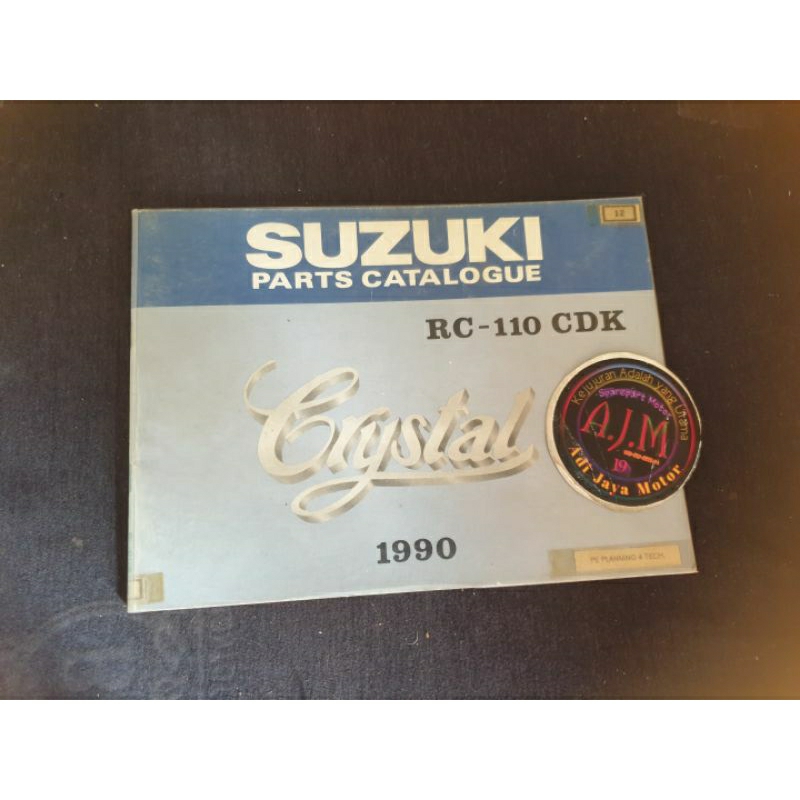 12
SUZUKI
PARTS CATALOGUE
RC-110 CDK
Crystal
Kejujuran Adalah yang Utama
Sparepart Motor
A.J.M
19
Adi Jaya Motor
1990
PE PLANNING & TECH.